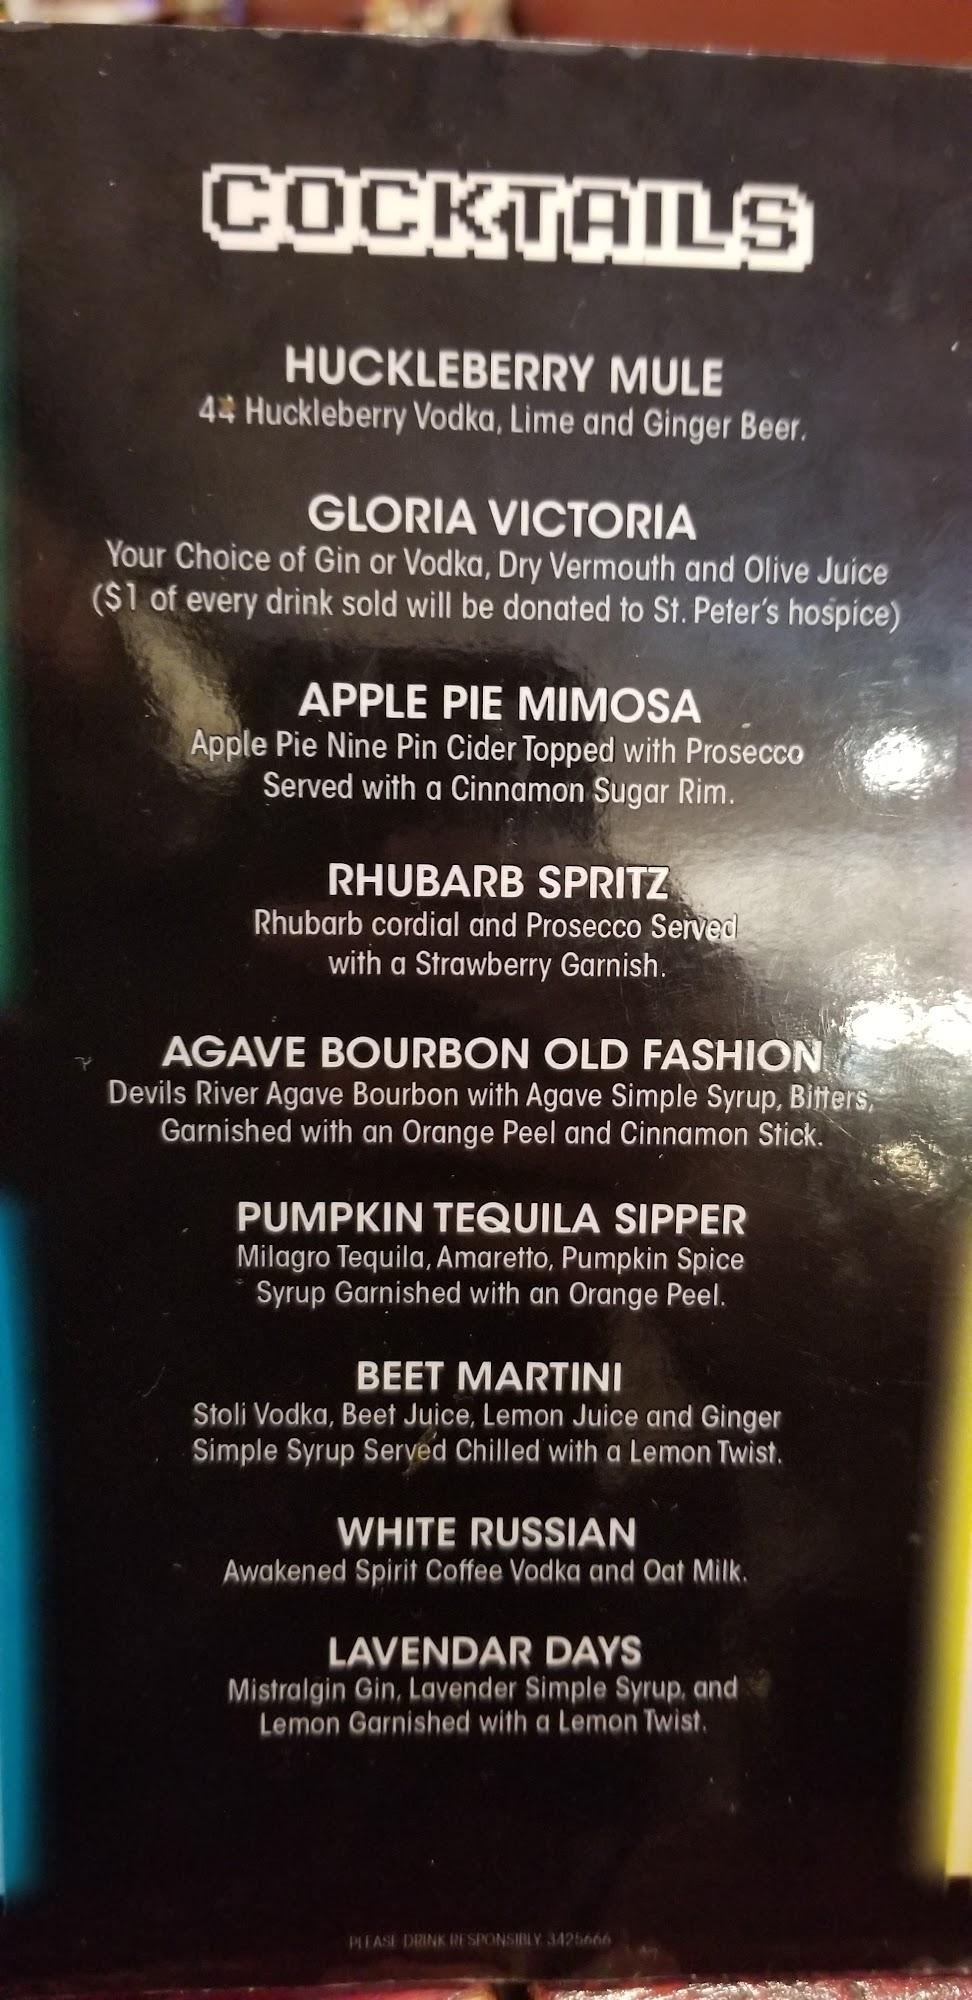 COCKTAILS
HUCKLEBERRY MULE
44 Huckleberry Vodka, Lime and Ginger Beer.
GLORIA VICTORIA
Your Choice of Gin or Vodka, Dry Vermouth and Olive Juice
($1 of every drink sold will be donated to St. Peter's hospice)
APPLE PIE MIMOSA
Apple Pie Nine Pin Cider Topped with Prosecco
Served with a Cinnamon Sugar Rim.
RHUBARB SPRITZ
Rhubarb cordial and Prosecco Served
with a Strawberry Garnish.
AGAVE BOURBON OLD FASHION
Devils River Agave Bourbon with Agave Simple Syrup, Bitters,
Garnished with an Orange Peel and Cinnamon Stick.
PUMPKIN TEQUILA SIPPER
Milagro Tequila, Amaretto, Pumpkin Spice
Syrup Garnished with an Orange Peel.
BEET MARTINI
Stoli Vodka, Beet Juice, Lemon Juice and Ginger
Simple Syrup Served Chilled with a Lemon Twist.
WHITE RUSSIAN
Awakened Spirit Coffee Vodka and Oat Milk.
LAVENDAR DAYS
Mistralgin Gin, Lavender Simple Syrup, and
Lemon Garnished with a Lemon Twist.
PLEASE DRINK RESPONSIBLY. 3425666